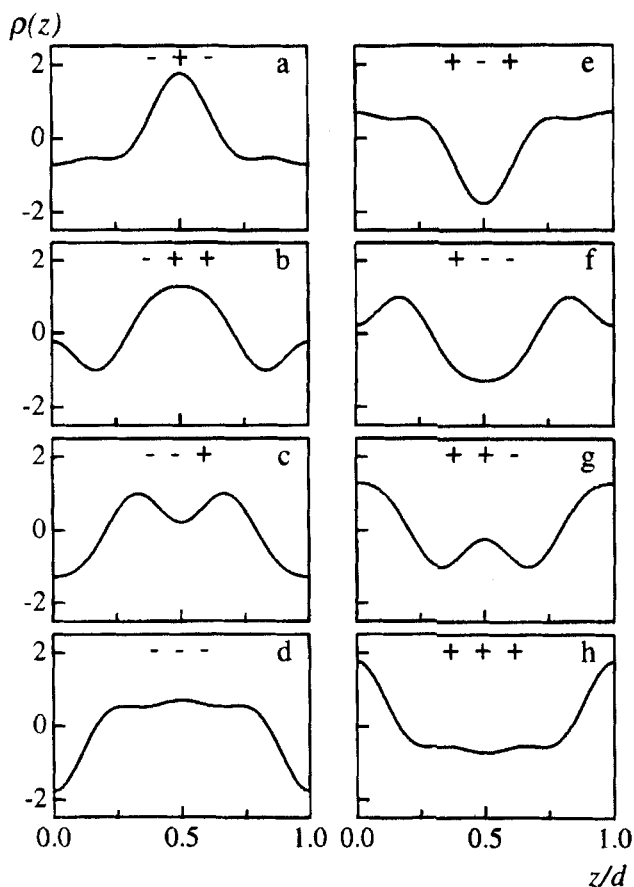 ρ(z)
2
0
-2
- + -
a
+ - +
e
2
0
-2
- + +
b
+ - -
f
2
0
-2
- - +
c
+ + -
g
2
0
-2
- - -
d
+ + +
h
0.0
0.5
1.0
0.0
0.5
1.0
z/d